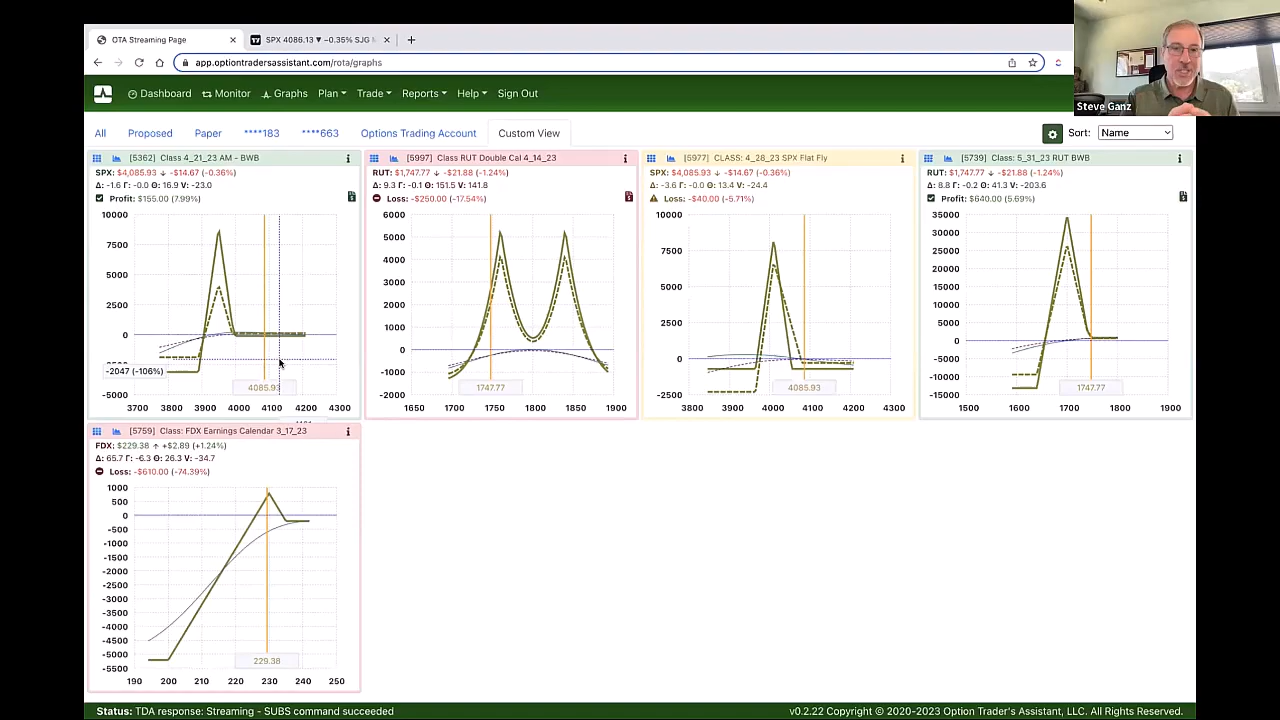 OTA Streaming Page
SPX 4086.13 ▼ −0.35% SJG
app.optiontradersassistant.com/rota/graphs
Steve Ganz
Dashboard Monitor Graphs Plan Trade Reports Help Sign Out
All Proposed Paper ****183 ****663 Options Trading Account Custom View
Sort: Name
[5362] Class 4_21_23 AM - BWB
SPX: $4,085.93 ↓ -$14.67 (-0.36%)
Δ: -1.6 Γ: -0.0 Θ: 16.9 V: -23.0
Profit: $155.00 (7.99%)
10000
7500
5000
2500
0
-2047 (-106%)
-5000
4085.93
3700 3800 3900 4000 4100 4200 4300
[5997] Class RUT Double Cal 4_14_23
RUT: $1,747.77 ↓ -$21.88 (-1.24%)
Δ: 9.3 Γ: -0.1 Θ: 151.5 V: 141.8
Loss: -$250.00 (-17.54%)
6000
5000
4000
3000
2000
1000
0
-1000
-2000
1747.77
1650 1700 1750 1800 1850 1900
[5977] CLASS: 4_28_23 SPX Flat Fly
SPX: $4,085.93 ↓ -$14.67 (-0.36%)
Δ: -3.6 Γ: -0.0 Θ: 13.4 V: -24.4
Loss: -$40.00 (-5.71%)
10000
7500
5000
2500
0
-2500
4085.93
3800 3900 4000 4100 4200 4300
[5739] Class: 5_31_23 RUT BWB
RUT: $1,747.77 ↓ -$21.88 (-1.24%)
Δ: 8.8 Γ: -0.2 Θ: 41.3 V: -203.6
Profit: $640.00 (5.69%)
35000
30000
25000
20000
15000
10000
5000
0
-5000
-10000
-15000
1747.77
1500 1600 1700 1800 1900
[5759] Class: FDX Earnings Calendar 3_17_23
FDX: $229.38 ↑ +$2.89 (+1.24%)
Δ: 65.7 Γ: -6.3 Θ: 26.3 V: -34.7
Loss: -$610.00 (-74.39%)
1000
500
0
-500
-1000
-1500
-2000
-2500
-3000
-3500
-4000
-4500
-5000
-5500
229.38
190 200 210 220 230 240 250
Status: TDA response: Streaming - SUBS command succeeded
v0.2.22 Copyright © 2020-2023 Option Trader's Assistant, LLC. All Rights Reserved.